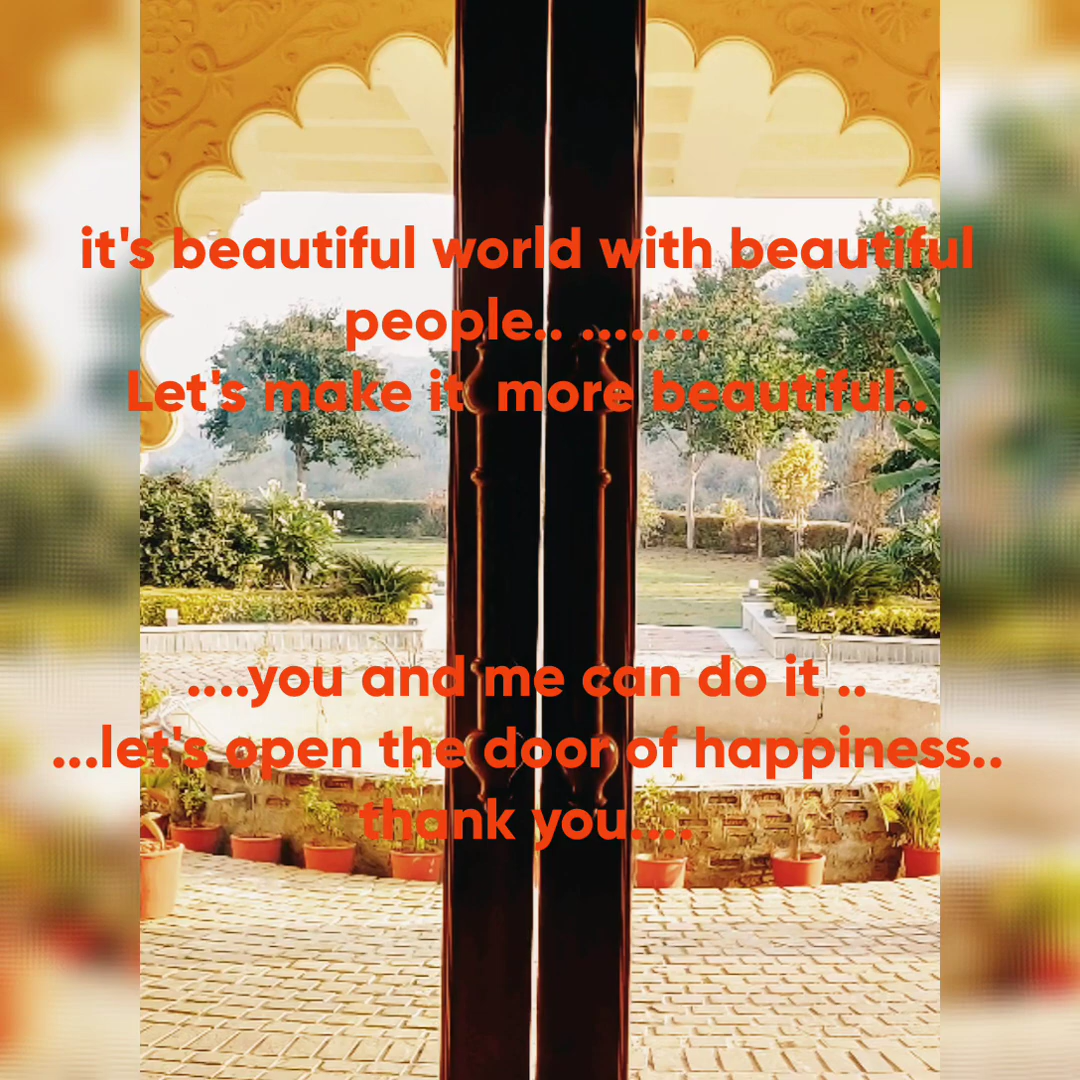 it's beautiful world with beautiful
people.. ........
Let's make it  more beautiful..
....you and me can do it ..
...let's open the door of happiness..
thank you....